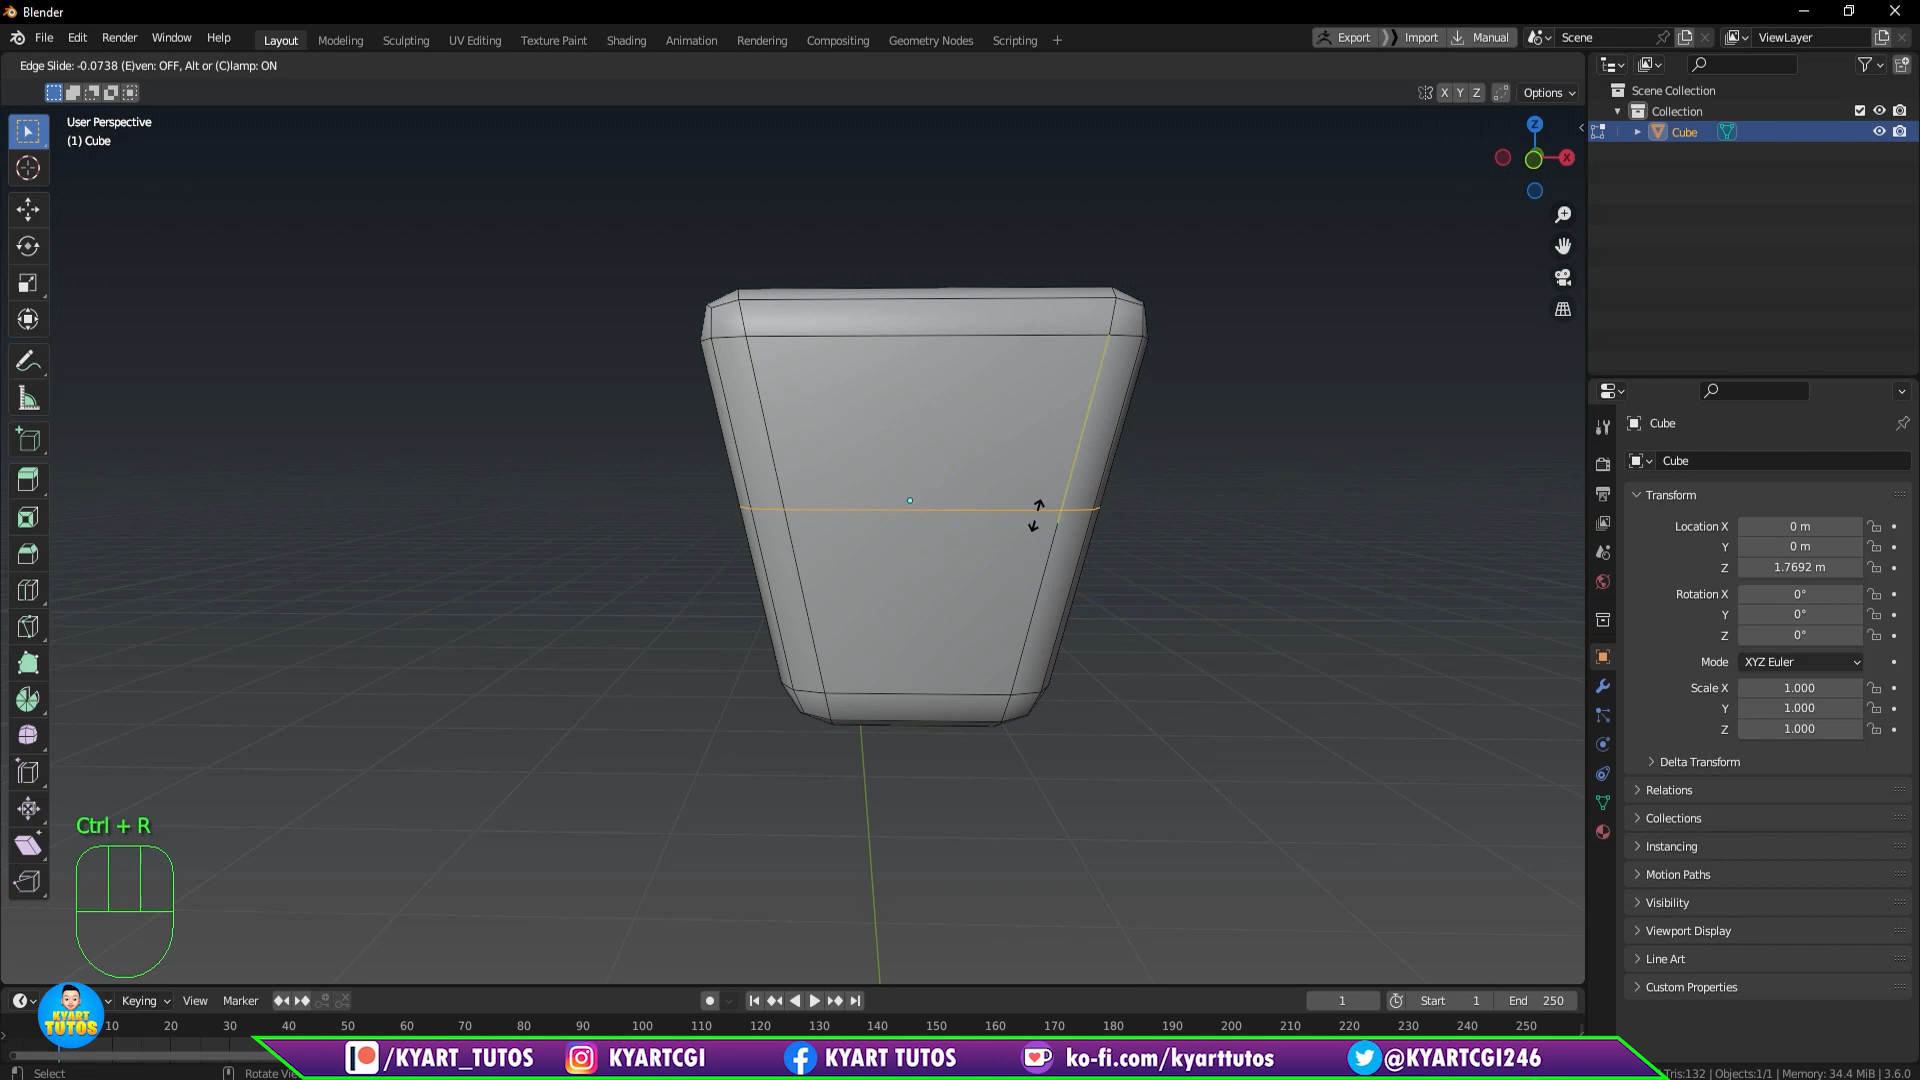 Blender
File Edit Render Window Help
Layout Modeling Sculpting UV Editing Texture Paint Shading Animation Rendering Compositing Geometry Nodes Scripting +
Export Import Manual Scene ViewLayer
Edge Slide: -0.0738 (E)ven: OFF, Alt or (C)lamp: ON
X Y Z Options
User Perspective
(1) Cube
Z
X
Scene Collection
Collection
Cube
Cube
Cube
Transform
Location X 0 m
Y 0 m
Z 1.7692 m
Rotation X 0°
Y 0°
Z 0°
Mode XYZ Euler
Scale X 1.000
Y 1.000
Z 1.000
Delta Transform
Relations
Collections
Instancing
Motion Paths
Visibility
Viewport Display
Line Art
Custom Properties
Ctrl + R
Keying View Marker
1 Start 1 End 250
10 20 30 40 50 60 70 80 90 100 110 120 130 140 150 160 170 180 190 200 210 220 230 240 250
KYART
TUTOS
/KYART_TUTOS KYARTCGI KYART TUTOS ko-fi.com/kyarttutos @KYARTCGI246
Select Rotate Vie
Tris:132 | Objects:1/1 | Memory: 34.4 MiB | 3.6.0